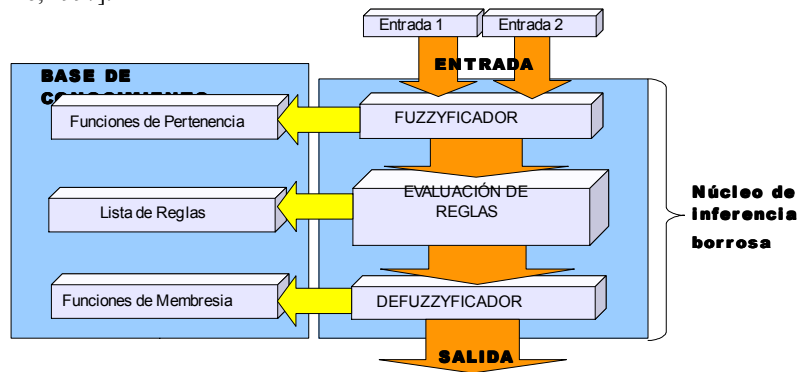 Entrada 1
Entrada 2
ENTRADA
BASE DE
CONOCIMIENTO
Funciones de Pertenencia
FUZZYFICADOR
Lista de Reglas
EVALUACIÓN DE
REGLAS
Núcleo de
inferencia
borrosa
Funciones de Membresia
DEFUZZYFICADOR
SALIDA